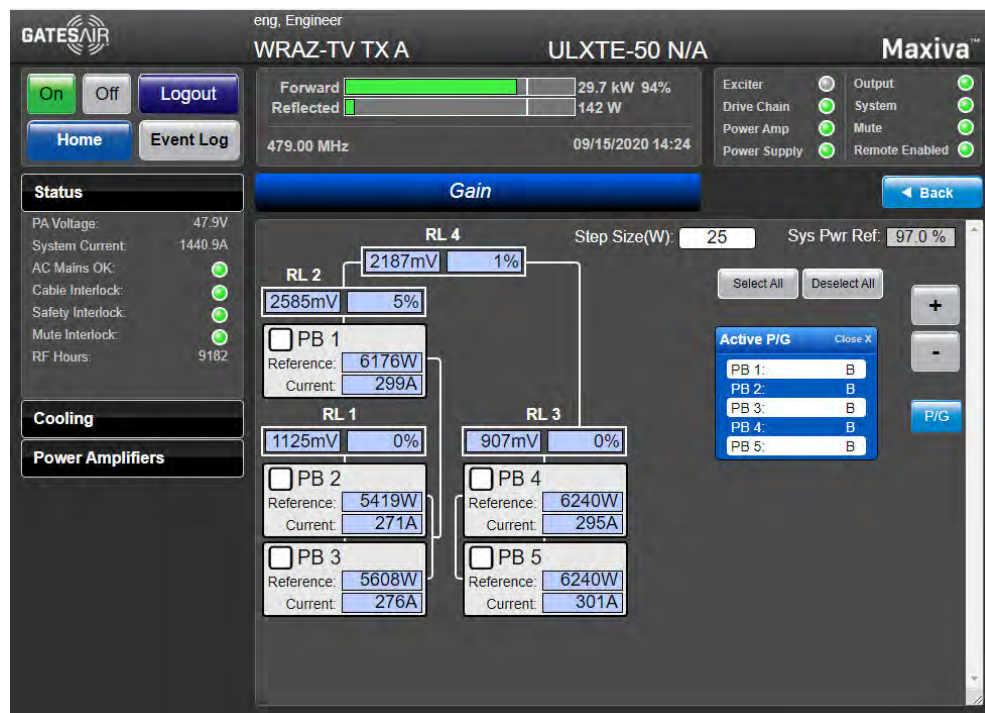 GATESAIR
eng, Engineer
WRAZ-TV TX A
ULXTE-50 N/A
Maxiva™
On
Off
Logout
Home
Event Log
Forward 29.7 kW 94%
Reflected 142 W
479.00 MHz
09/15/2020 14:24
Exciter
Output
Drive Chain
System
Power Amp
Mute
Power Supply
Remote Enabled
Status
PA Voltage: 47.9V
System Current: 1440.9A
AC Mains OK:
Cable Interlock:
Safety Interlock:
Mute Interlock:
RF Hours: 9182
Cooling
Power Amplifiers
Gain
◄ Back
RL 4
2187mV 1%
Step Size(W): 25
Sys Pwr Ref: 97.0 %
RL 2
2585mV 5%
PB 1
Reference: 6176W
Current: 299A
RL 1
1125mV 0%
PB 2
Reference: 5419W
Current: 271A
PB 3
Reference: 5608W
Current: 276A
RL 3
907mV 0%
PB 4
Reference: 6240W
Current: 295A
PB 5
Reference: 6240W
Current: 301A
Select All
Deselect All
Active P/G Close X
PB 1: B
PB 2: B
PB 3: B
PB 4: B
PB 5: B
+
-
P/G